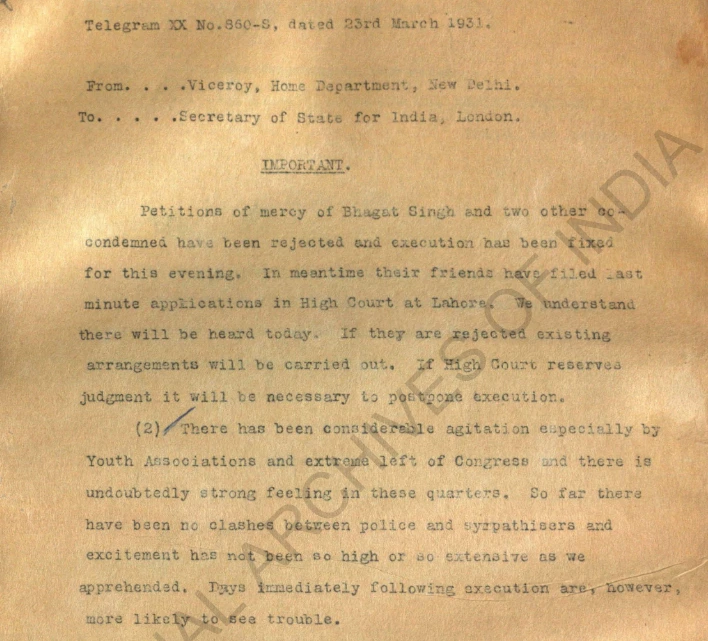 Telegram XX No.860-S, dated 23rd March 1931.
From. . . .Viceroy, Home Department, New Delhi.
To. . . . .Secretary of State for India, London.
IMPORTANT.
Petitions of mercy of Bhagat Singh and two other co-
condemned have been rejected and execution has been fixed
for this evening. In meantime their friends have filed last
minute applications in High Court at Lahore. We understand
there will be heard today. If they are rejected existing
arrangements will be carried out. If High Court reserves
judgment it will be necessary to postpone execution.
(2) There has been considerable agitation especially by
Youth Associations and extreme left of Congress and there is
undoubtedly strong feeling in these quarters. So far there
have been no clashes between police and sympathisers and
excitement has not been so high or so extensive as we
apprehended. Days immediately following execution are, however,
more likely to see trouble.
NAL ARCHIVES OF INDIA